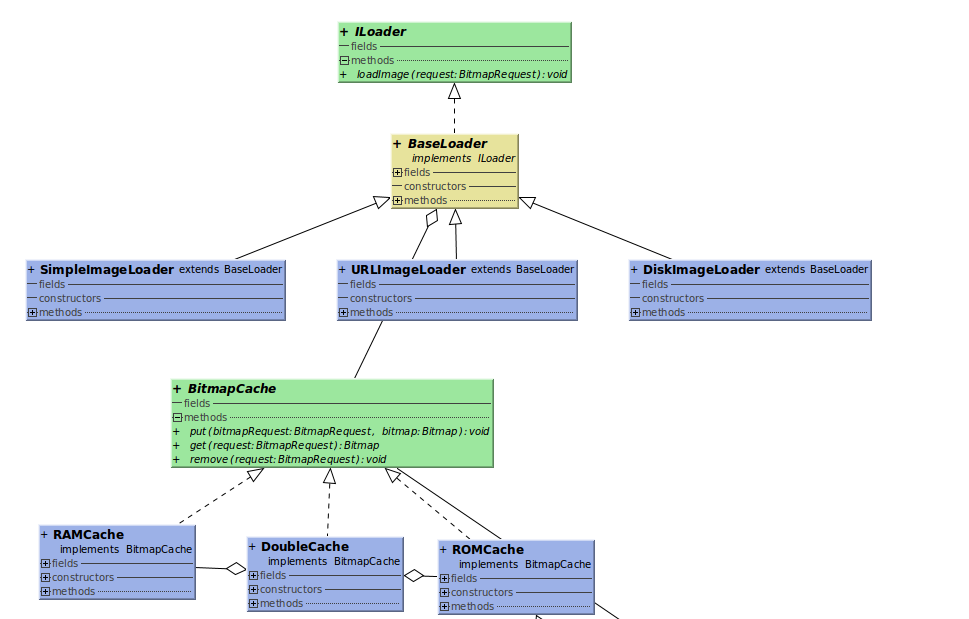 + ILoader
fields
methods
+ loadImage(request:BitmapRequest):void
+ BaseLoader
implements ILoader
fields
constructors
methods
+ SimpleImageLoader extends BaseLoader
fields
constructors
methods
+ URLImageLoader extends BaseLoader
fields
constructors
methods
+ DiskImageLoader extends BaseLoader
fields
constructors
methods
+ BitmapCache
fields
methods
+ put(bitmapRequest:BitmapRequest, bitmap:Bitmap):void
+ get(request:BitmapRequest):Bitmap
+ remove(request:BitmapRequest):void
+ RAMCache
implements BitmapCache
fields
constructors
methods
+ DoubleCache
implements BitmapCache
fields
constructors
methods
+ ROMCache
implements BitmapCache
fields
constructors
methods